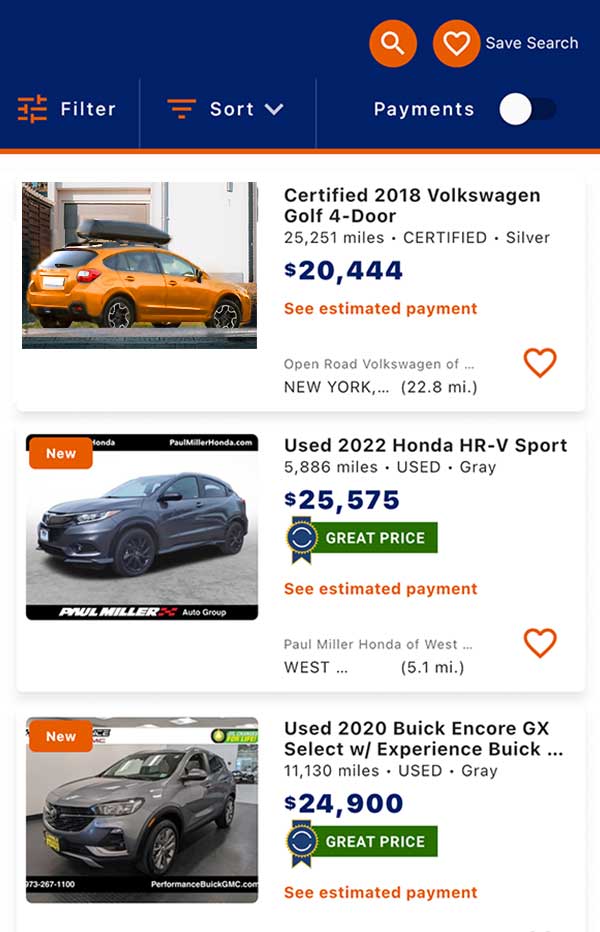 Save Search
Filter
Sort
Payments
Certified 2018 Volkswagen
Golf 4-Door
25,251 miles • CERTIFIED • Silver
$20,444
See estimated payment
Open Road Volkswagen of ...
NEW YORK,... (22.8 mi.)
Honda
PaulMillerHonda.com
New
PAUL MILLER Auto Group
Used 2022 Honda HR-V Sport
5,886 miles • USED • Gray
$25,575
GREAT PRICE
See estimated payment
Paul Miller Honda of West ...
WEST ... (5.1 mi.)
New
FOR LIFE!
973-267-1100
PerformanceBuickGMC.com
Used 2020 Buick Encore GX
Select w/ Experience Buick ...
11,130 miles • USED • Gray
$24,900
GREAT PRICE
See estimated payment